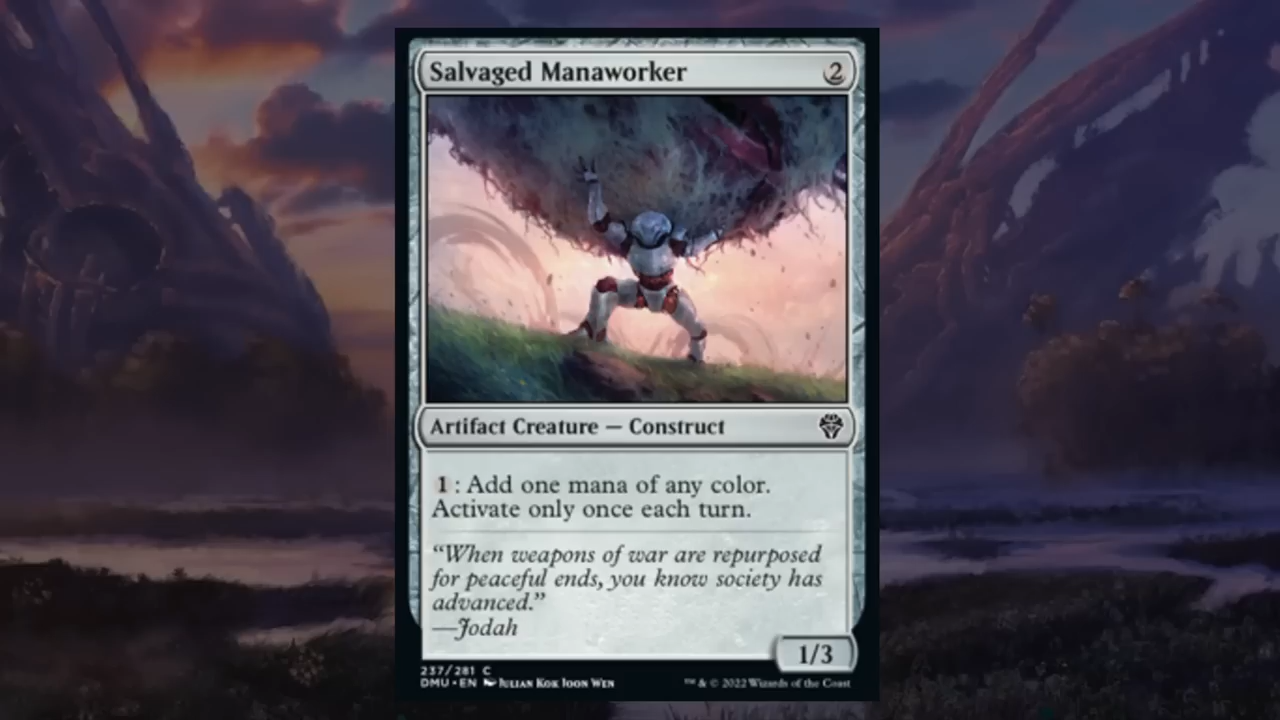 Salvaged Manaworker 2
Artifact Creature — Construct
1: Add one mana of any color.
Activate only once each turn.
“When weapons of war are repurposed
for peaceful ends, you know society has
advanced.”
—Jodah
1/3
237/281 C
DMU • EN Julian Kok Joon Wen ™ & © 2022 Wizards of the Coast